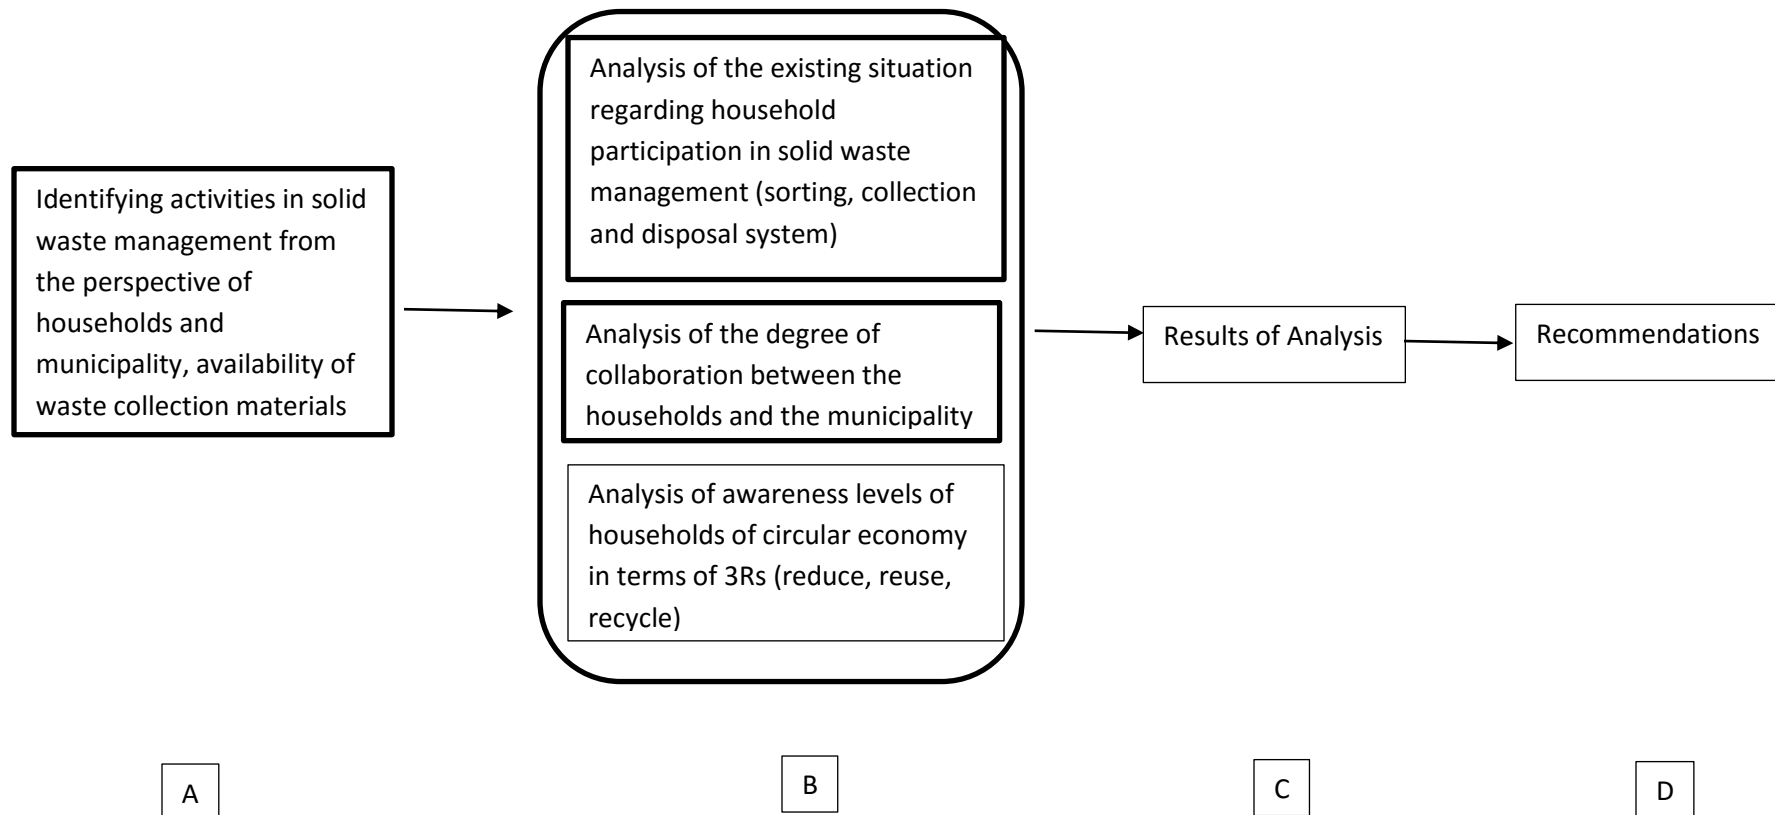 Identifying activities in solid
waste management from
the perspective of
households and
municipality, availability of
waste collection materials
Analysis of the existing situation
regarding household
participation in solid waste
management (sorting, collection
and disposal system)
Analysis of the degree of
collaboration between the
households and the municipality
Analysis of awareness levels of
households of circular economy
in terms of 3Rs (reduce, reuse,
recycle)
Results of Analysis
Recommendations
A
B
C
D